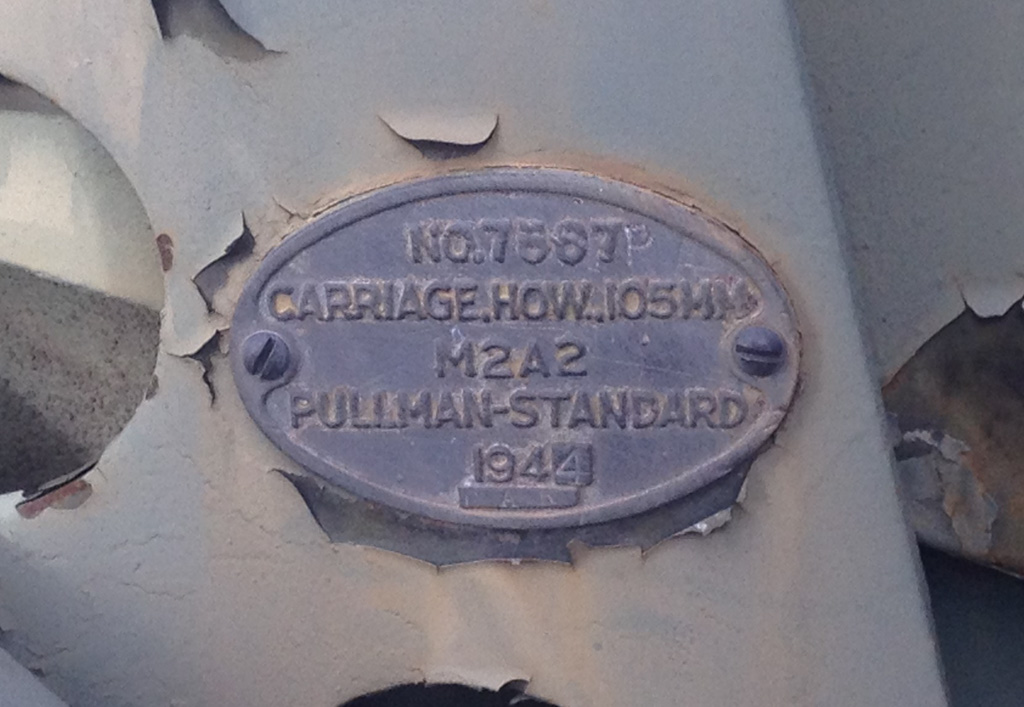 NO.7587P
CARRIAGE,HOW.,105MM
M2A2
PULLMAN-STANDARD
1944